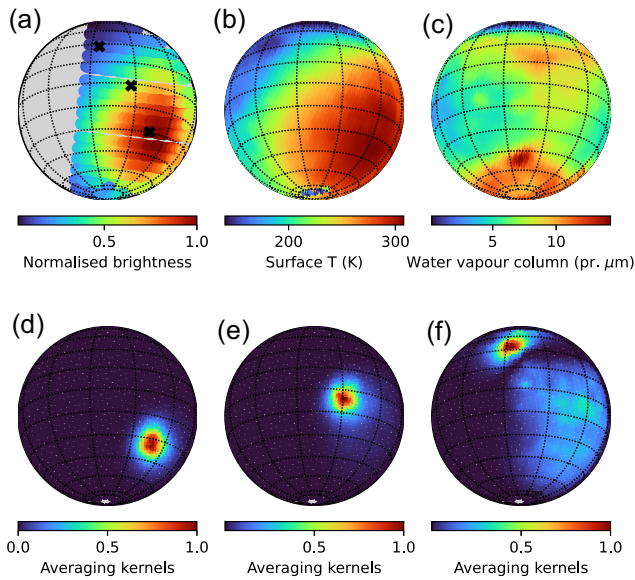 (a) (b) (c)
0.5 1.0 200 300 5 10
Normalised brightness Surface T (K) Water vapour column (pr. μm)
(d) (e) (f)
0.0 0.5 1.0 0.5 1.0 0.5 1.0
Averaging kernels Averaging kernels Averaging kernels